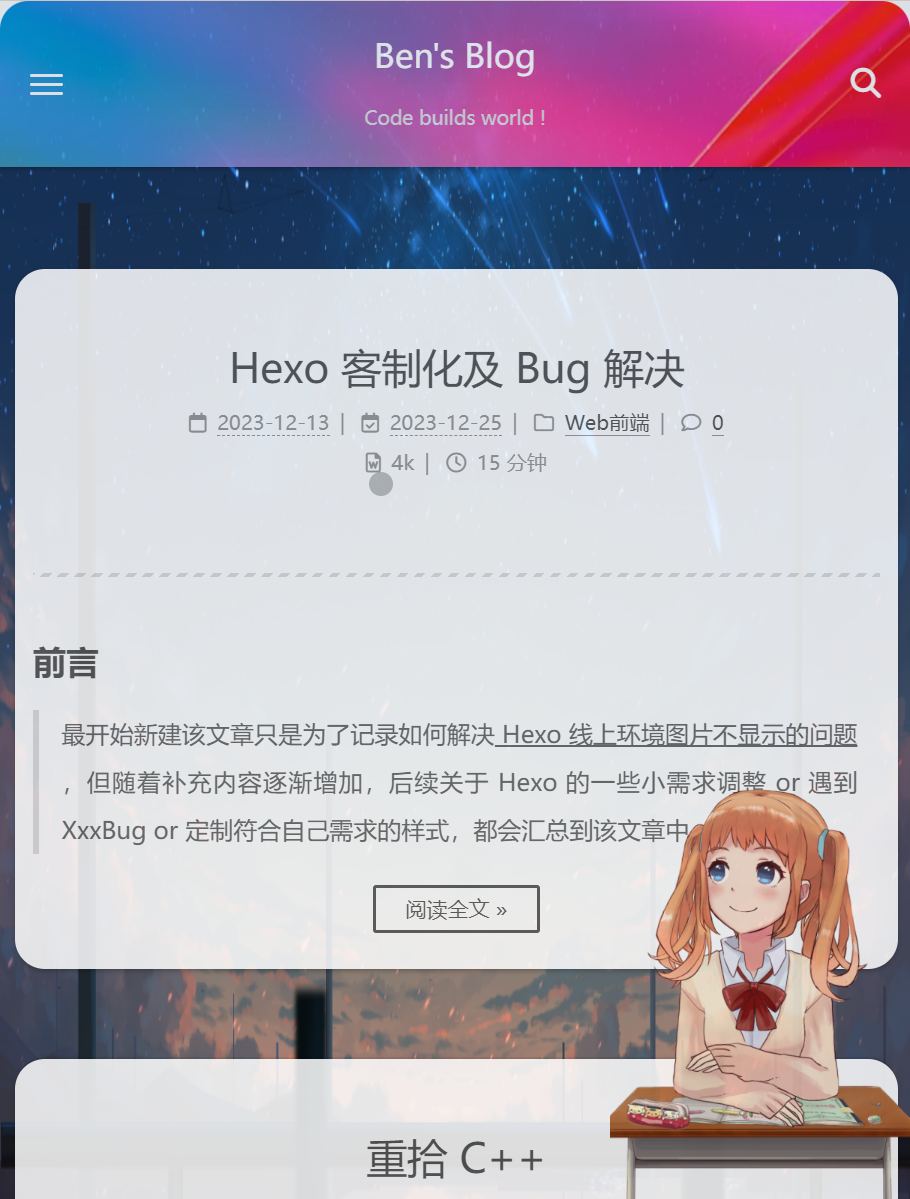 Ben's Blog
Code builds world !
Hexo 客制化及 Bug 解决
2023-12-13 | 2023-12-25 | Web前端 | 0
4k | 15 分钟
前言
最开始新建该文章只是为了记录如何解决 Hexo 线上环境图片不显示的问题
，但随着补充内容逐渐增加，后续关于 Hexo 的一些小需求调整 or 遇到
XxxBug or 定制符合自己需求的样式，都会汇总到该文章中
阅读全文 »
重拾 C++